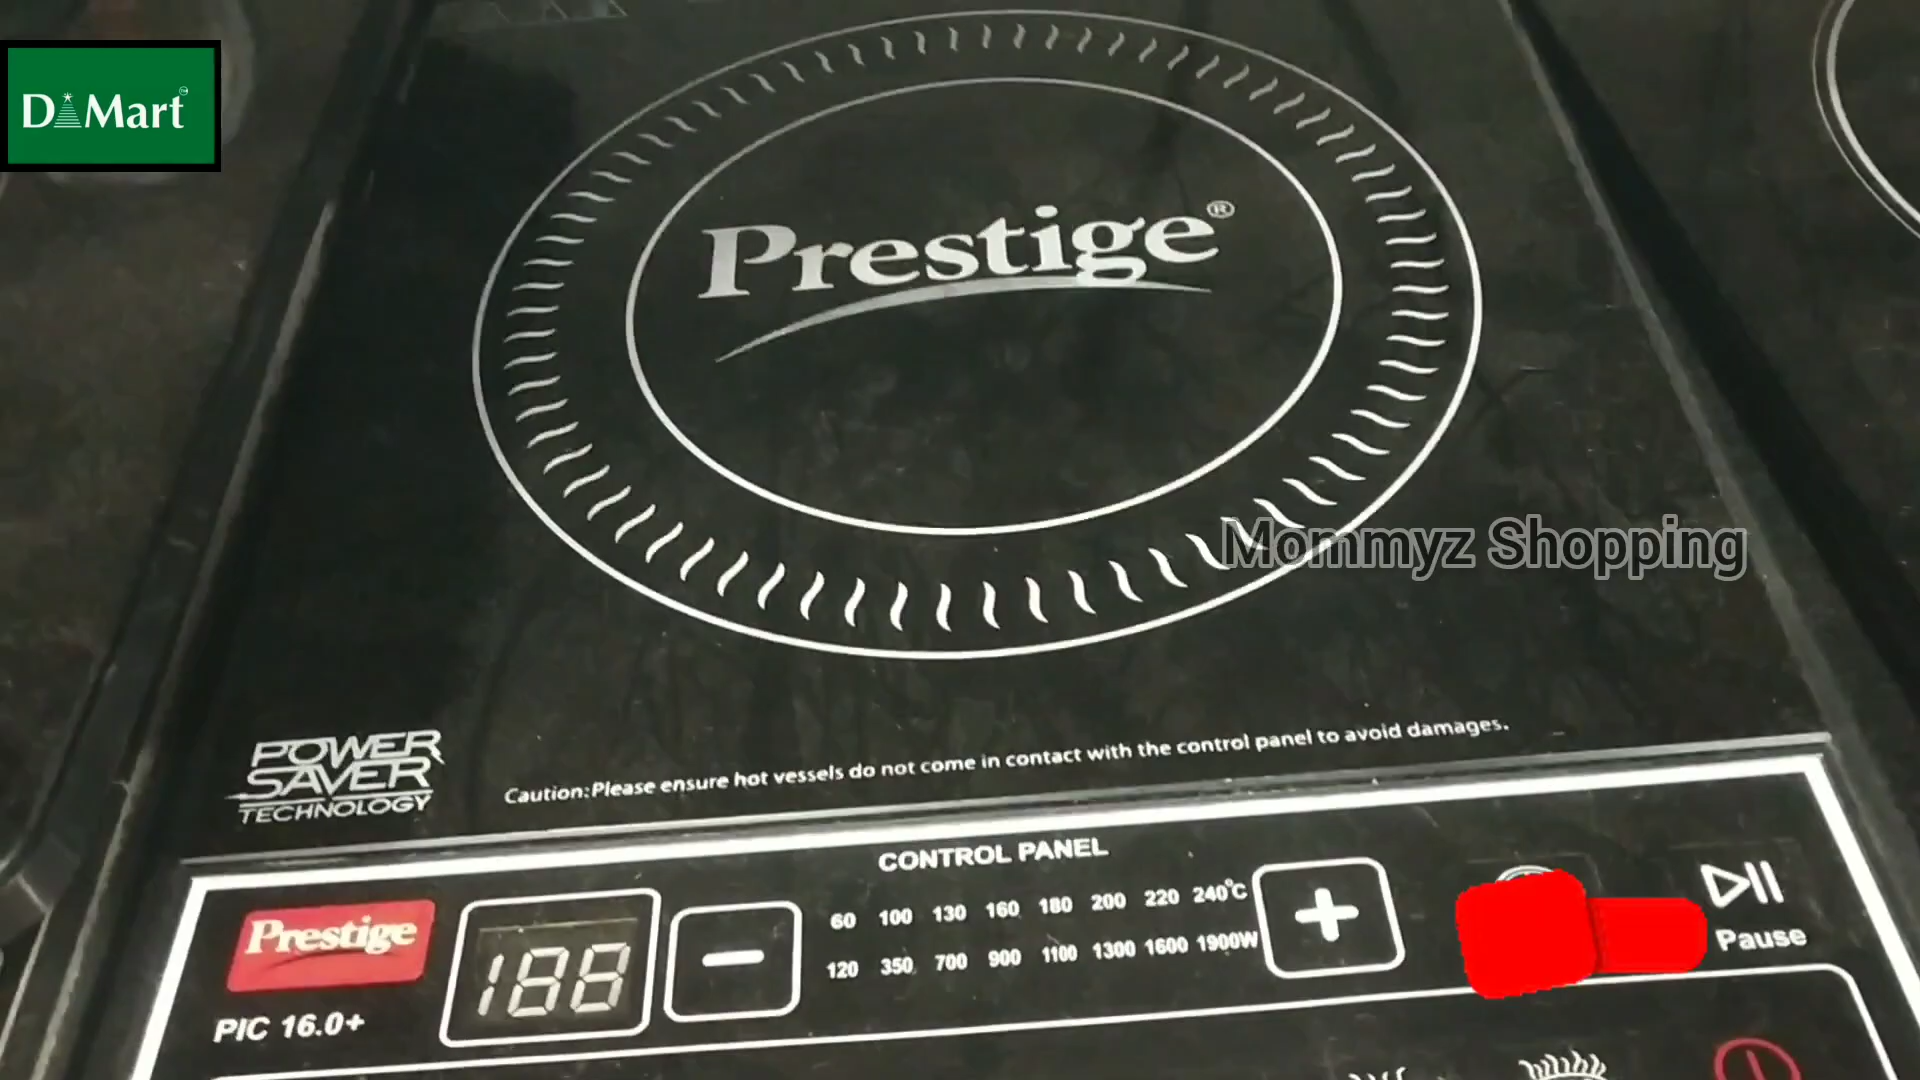 D Mart
Prestige®
Mommyz Shopping
POWER
SAVER
TECHNOLOGY
Caution:Please ensure hot vessels do not come in contact with the control panel to avoid damages.
CONTROL PANEL
Prestige
PIC 16.0+
188
60 100 130 160 180 200 220 240°C
120 350 700 900 1100 1300 1600 1900W
Pause